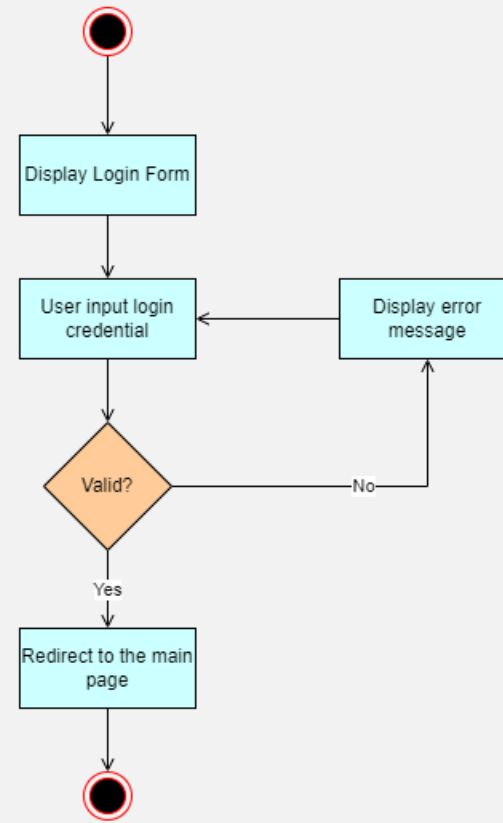 Display Login Form
User input login
credential
Display error
message
Valid?
No
Yes
Redirect to the main
page